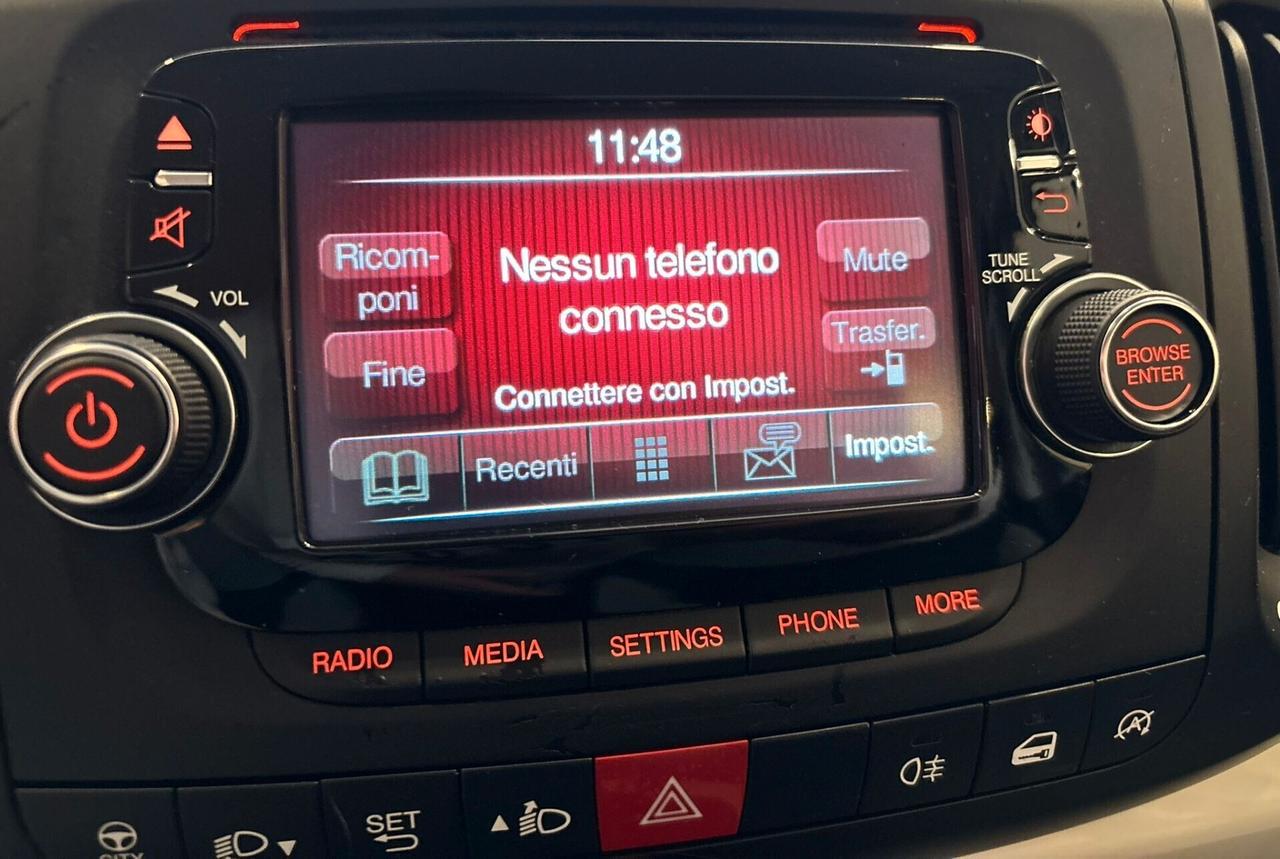 11:48
VOL
TUNE
SCROLL
Ricom-
poni
Nessun telefono
connesso
Mute
Trasfer.
Fine
BROWSE
ENTER
Connettere con Impost.
Recenti
Impost.
RADIO
MEDIA
SETTINGS
PHONE
MORE
SET
CITY
A